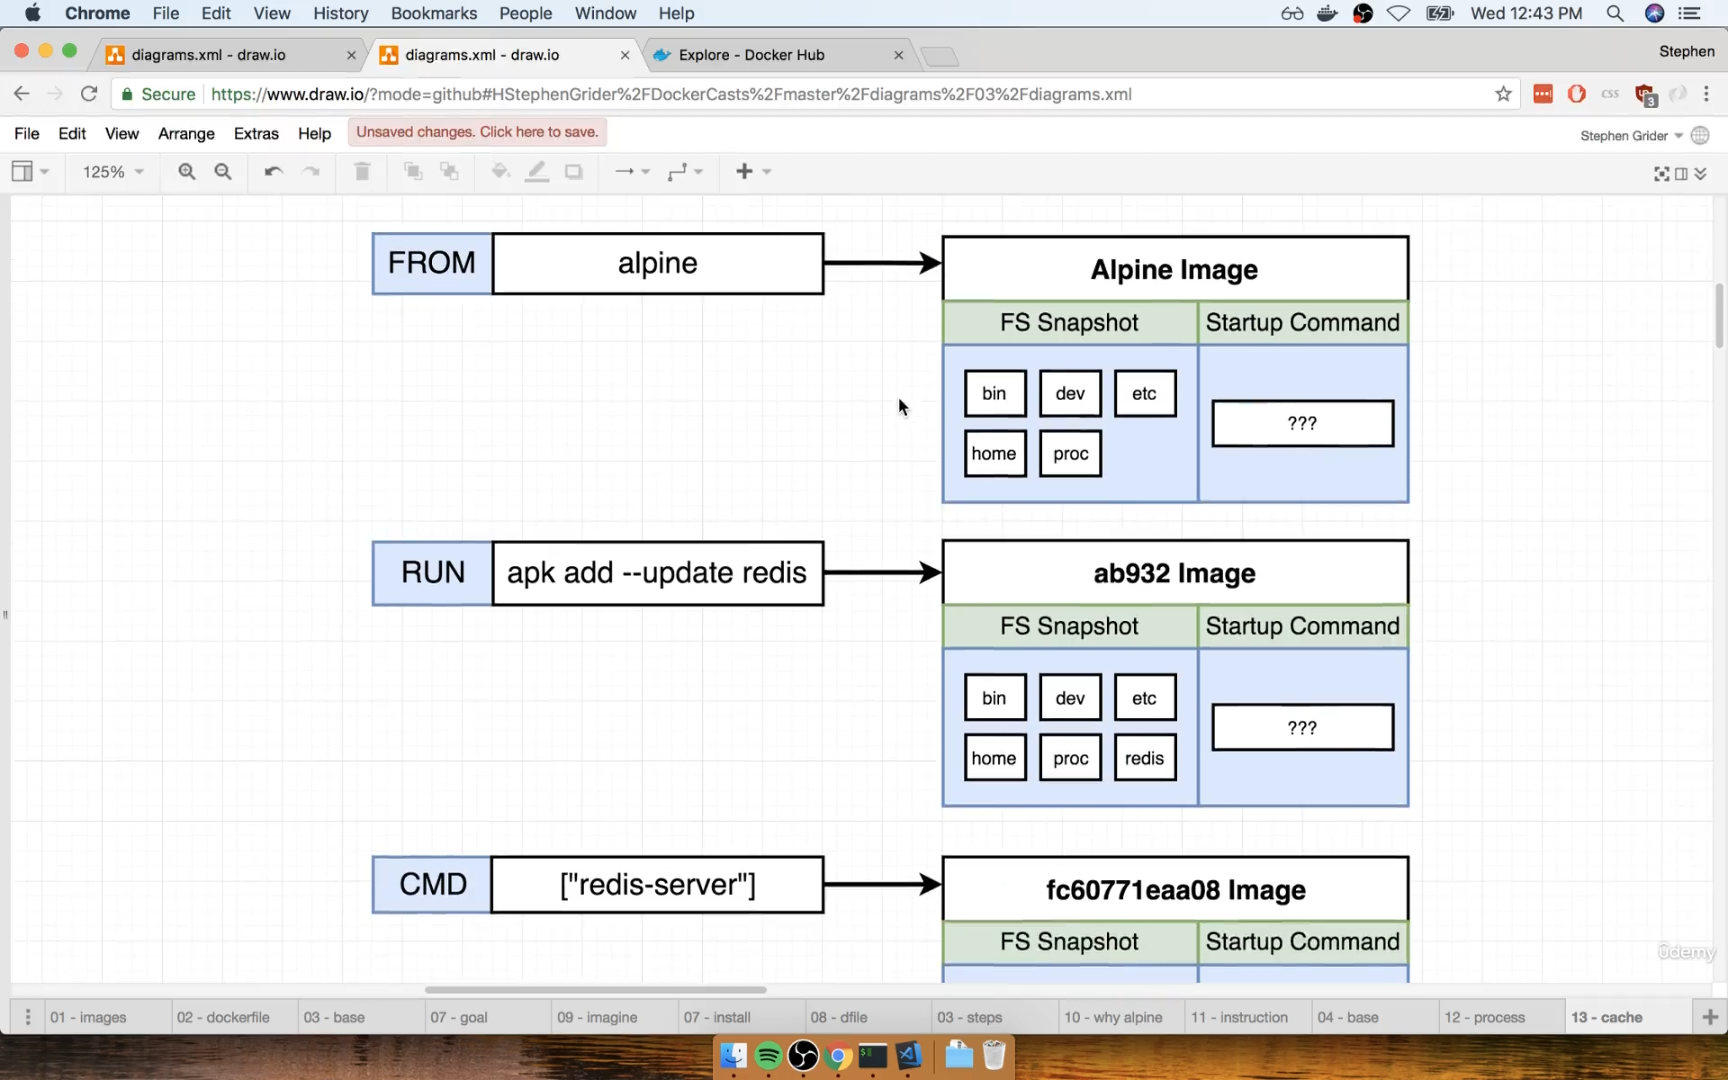 Chrome File Edit View History Bookmarks People Window Help Wed 12:43 PM
diagrams.xml - draw.io diagrams.xml - draw.io Explore - Docker Hub Stephen
Secure https://www.draw.io/?mode=github#HStephenGrider%2FDockerCasts%2Fmaster%2Fdiagrams%2F03%2Fdiagrams.xml CSS 3
File Edit View Arrange Extras Help Unsaved changes. Click here to save. Stephen Grider
125%
FROM alpine
Alpine Image
FS Snapshot Startup Command
bin dev etc
???
home proc
RUN apk add --update redis
ab932 Image
FS Snapshot Startup Command
bin dev etc
???
home proc redis
CMD ["redis-server"]
fc60771eaa08 Image
FS Snapshot Startup Command
ûdemy
01 - images 02 - dockerfile 03 - base 07 - goal 09 - imagine 07 - install 08 - dfile 03 - steps 10 - why alpine 11 - instruction 04 - base 12 - process 13 - cache